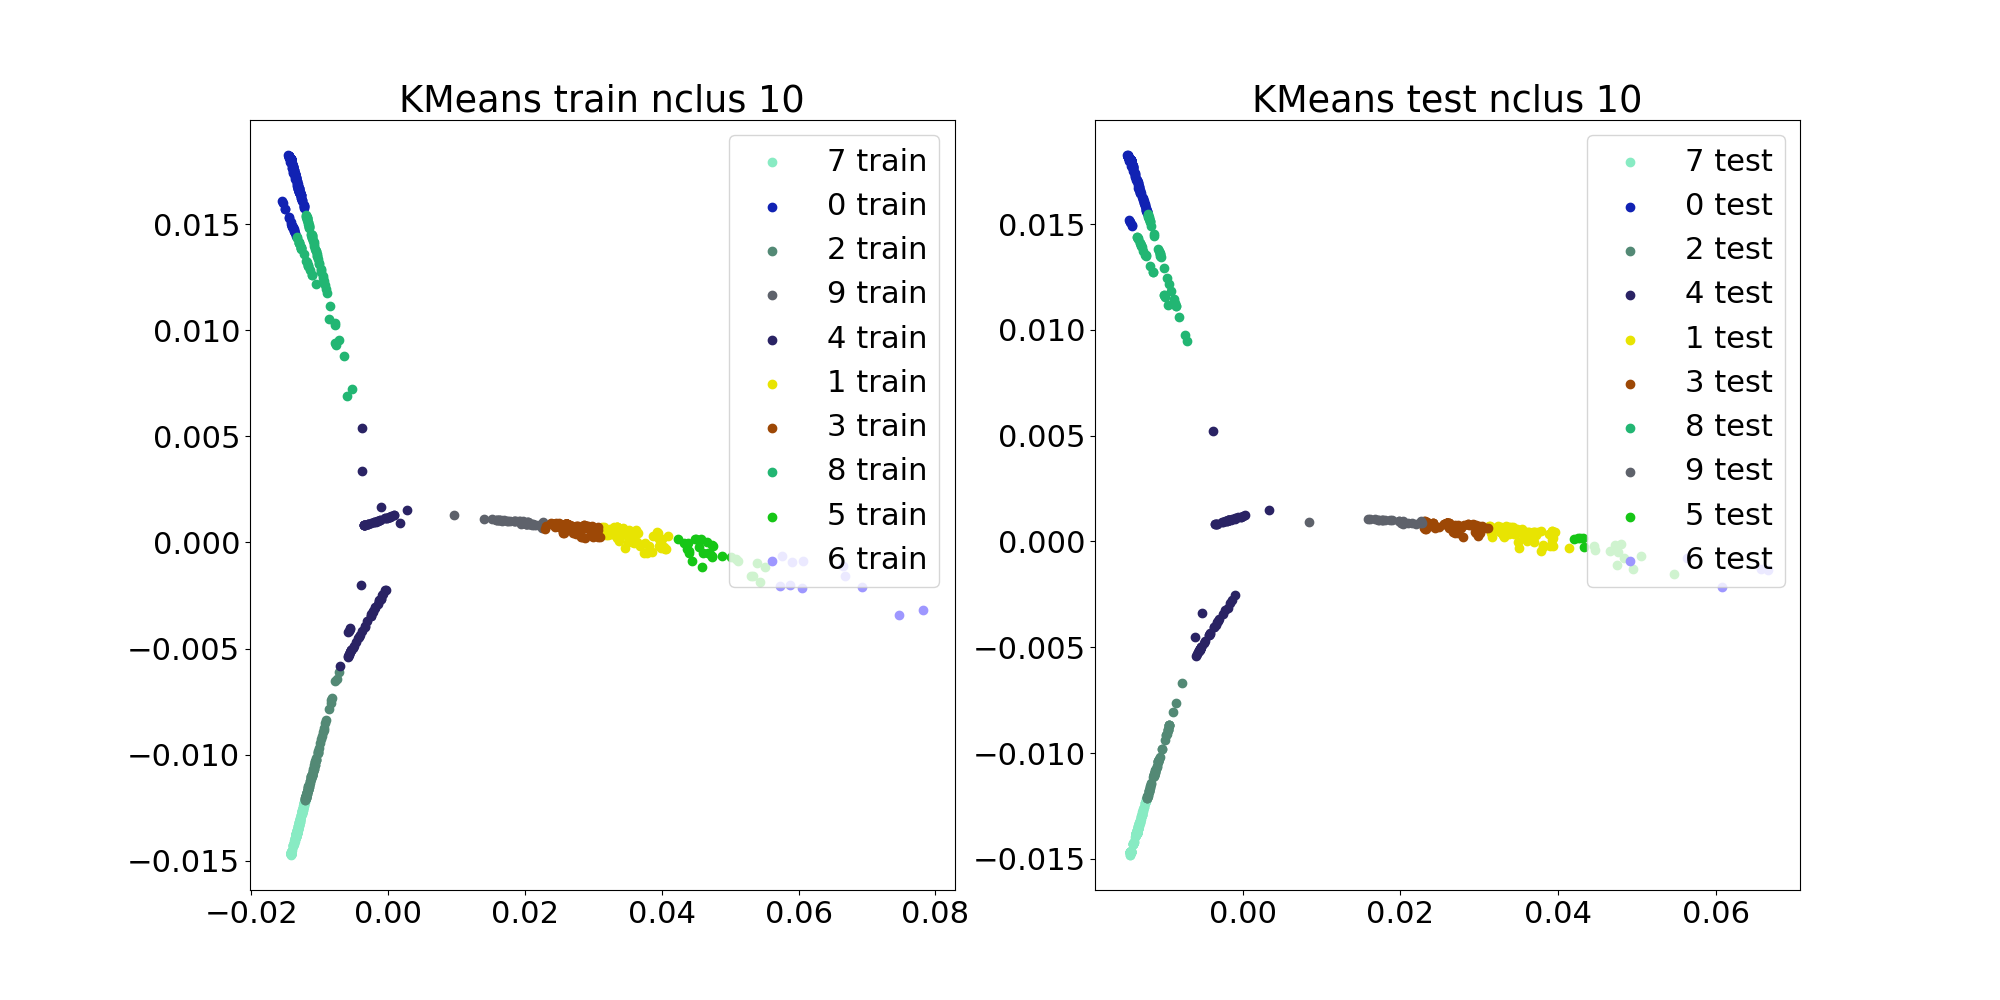 KMeans train nclus 10
0.015
0.010
0.005
0.000
−0.005
−0.010
−0.015
−0.02 0.00 0.02 0.04 0.06 0.08
7 train
0 train
2 train
9 train
4 train
1 train
3 train
8 train
5 train
6 train
KMeans test nclus 10
0.015
0.010
0.005
0.000
−0.005
−0.010
−0.015
0.00 0.02 0.04 0.06
7 test
0 test
2 test
4 test
1 test
3 test
8 test
9 test
5 test
6 test